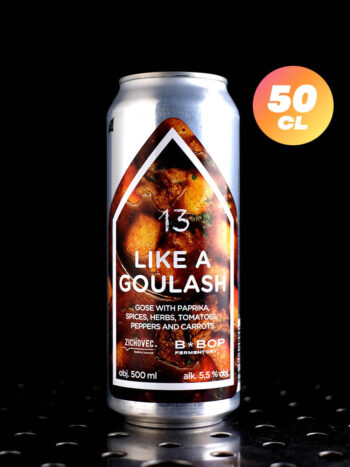 50
CL
13
LIKE A
GOULASH
GOSE WITH PAPRIKA,
SPICES, HERBS, TOMATOES,
PEPPERS AND CARROTS
ZICHOVEC.
B★BOP
FERMENTORY
obj. 500 ml
alk. 5,5 % obj.